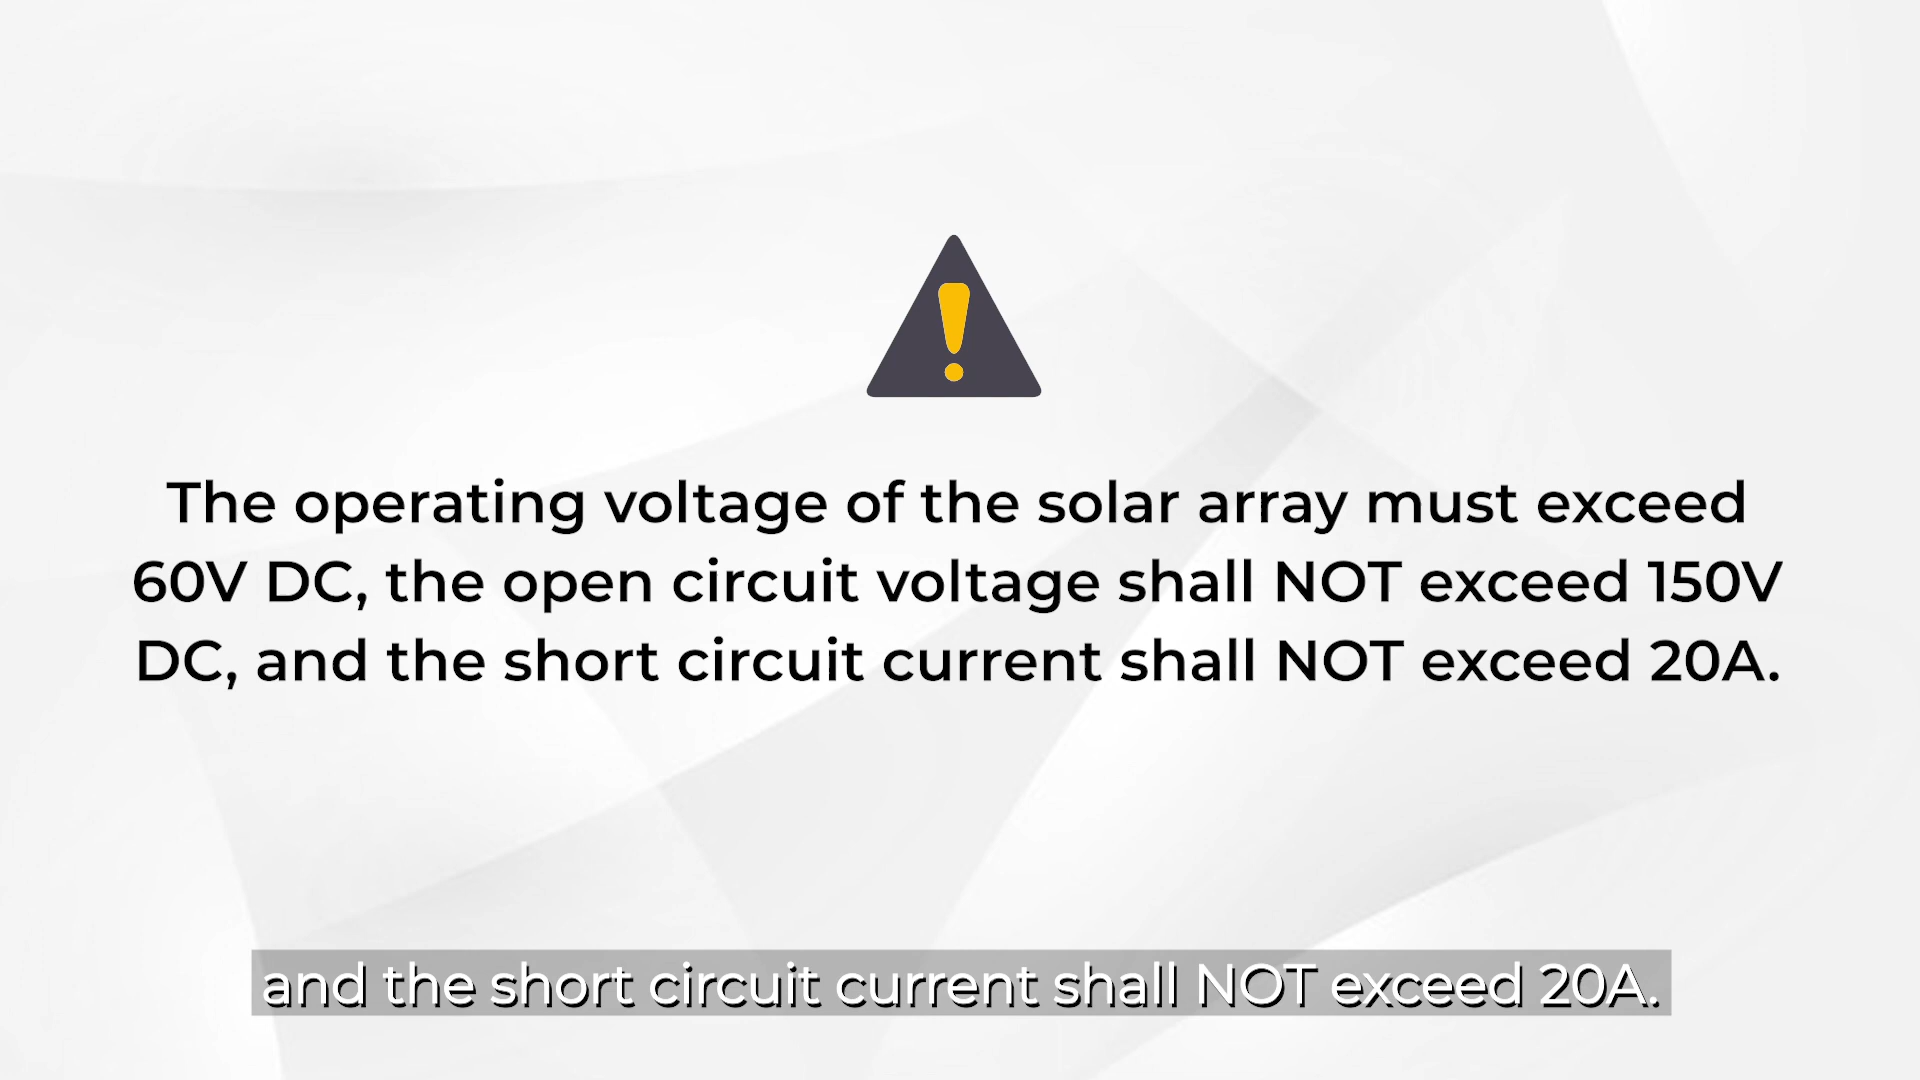 The operating voltage of the solar array must exceed
60V DC, the open circuit voltage shall NOT exceed 150V
DC, and the short circuit current shall NOT exceed 20A.
and the short circuit current shall NOT exceed 20A.